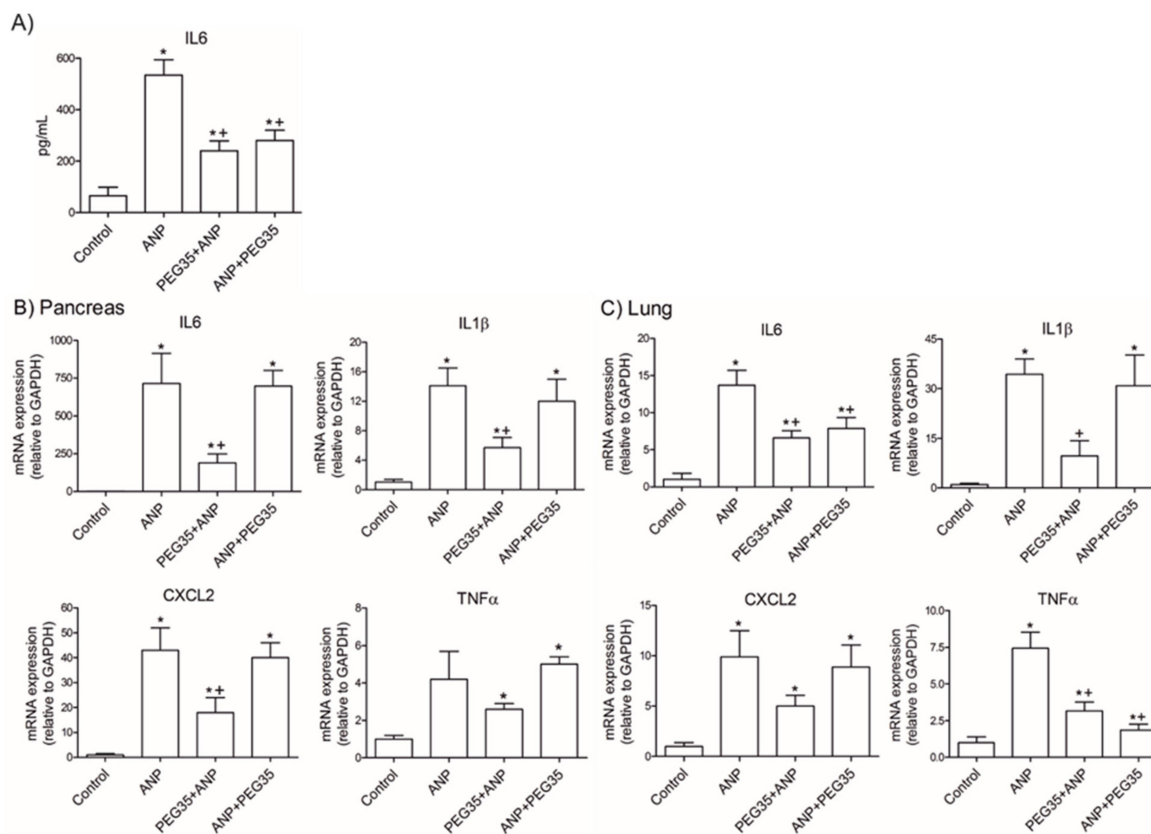 A)
IL6
pg/mL
600
400
200
0
*
*+
*+
Control
ANP
PEG35+ANP
ANP+PEG35
B) Pancreas
IL6
mRNA expression
(relative to GAPDH)
1000
750
500
250
0
*
*+
*
Control
ANP
PEG35+ANP
ANP+PEG35
IL1β
mRNA expression
(relative to GAPDH)
20
16
12
8
4
0
*
*+
*
Control
ANP
PEG35+ANP
ANP+PEG35
CXCL2
mRNA expression
(relative to GAPDH)
60
50
40
30
20
10
0
*
*+
*
Control
ANP
PEG35+ANP
ANP+PEG35
TNFα
mRNA expression
(relative to GAPDH)
8
6
4
2
0
*
*
Control
ANP
PEG35+ANP
ANP+PEG35
C) Lung
IL6
mRNA expression
(relative to GAPDH)
20
15
10
5
0
*
*+
*+
Control
ANP
PEG35+ANP
ANP+PEG35
IL1β
mRNA expression
(relative to GAPDH)
45
30
15
0
*
+
*
Control
ANP
PEG35+ANP
ANP+PEG35
CXCL2
mRNA expression
(relative to GAPDH)
15
10
5
0
*
*
*
Control
ANP
PEG35+ANP
ANP+PEG35
TNFα
mRNA expression
(relative to GAPDH)
10.0
7.5
5.0
2.5
0.0
*
*+
*+
Control
ANP
PEG35+ANP
ANP+PEG35